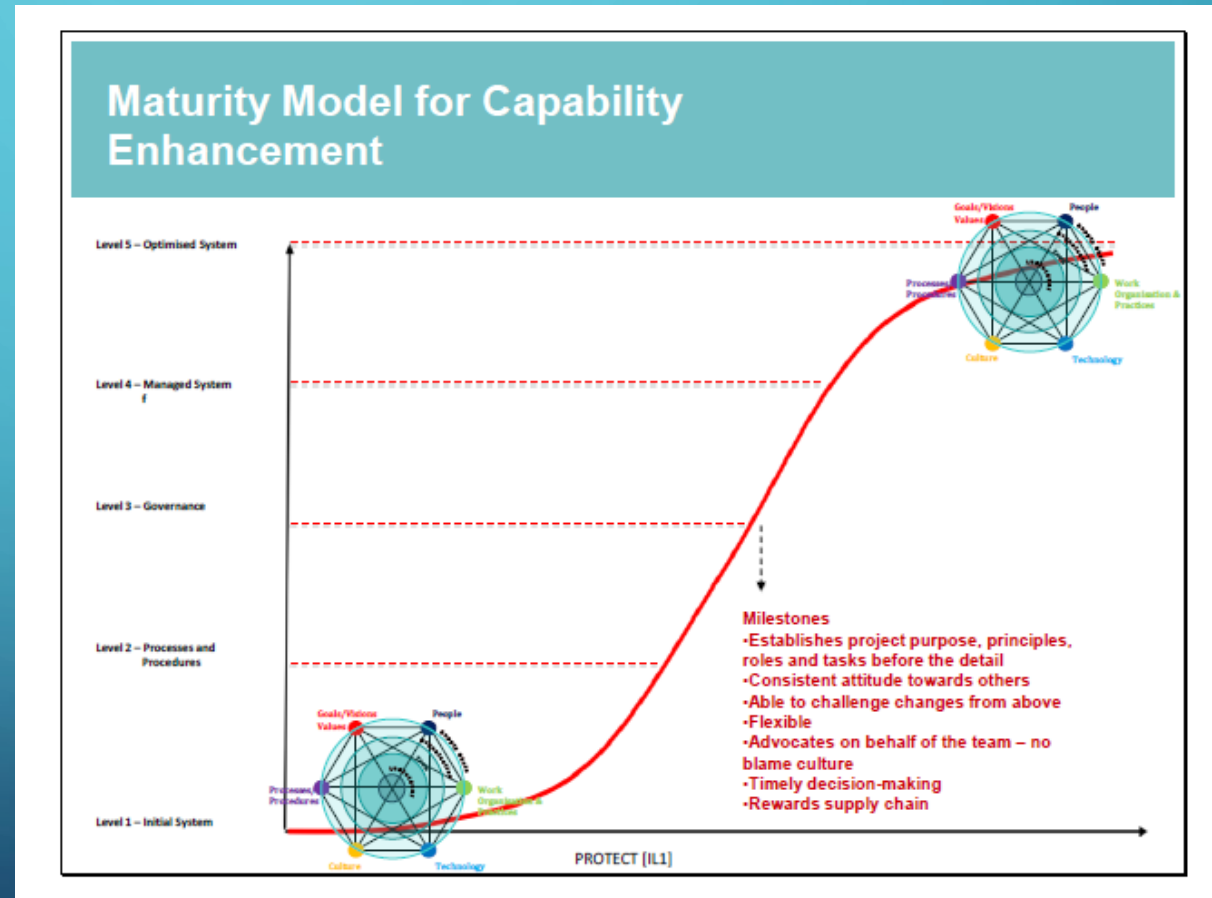 Maturity Model for Capability
Enhancement
Goals/Visions
Values
People
Level 5 – Optimised System
Processes/
Procedures
Work
Organisation &
Practices
Culture
Technology
Level 4 – Managed System
f
Level 3 – Governance
Milestones
•Establishes project purpose, principles,
roles and tasks before the detail
•Consistent attitude towards others
•Able to challenge changes from above
•Flexible
•Advocates on behalf of the team – no
blame culture
•Timely decision-making
•Rewards supply chain
Level 2 – Processes and
Procedures
Goals/Visions
Values
People
Processes/
Procedures
Work
Organisation &
Practices
Level 1 – Initial System
Culture
Technology
PROTECT [IL1]